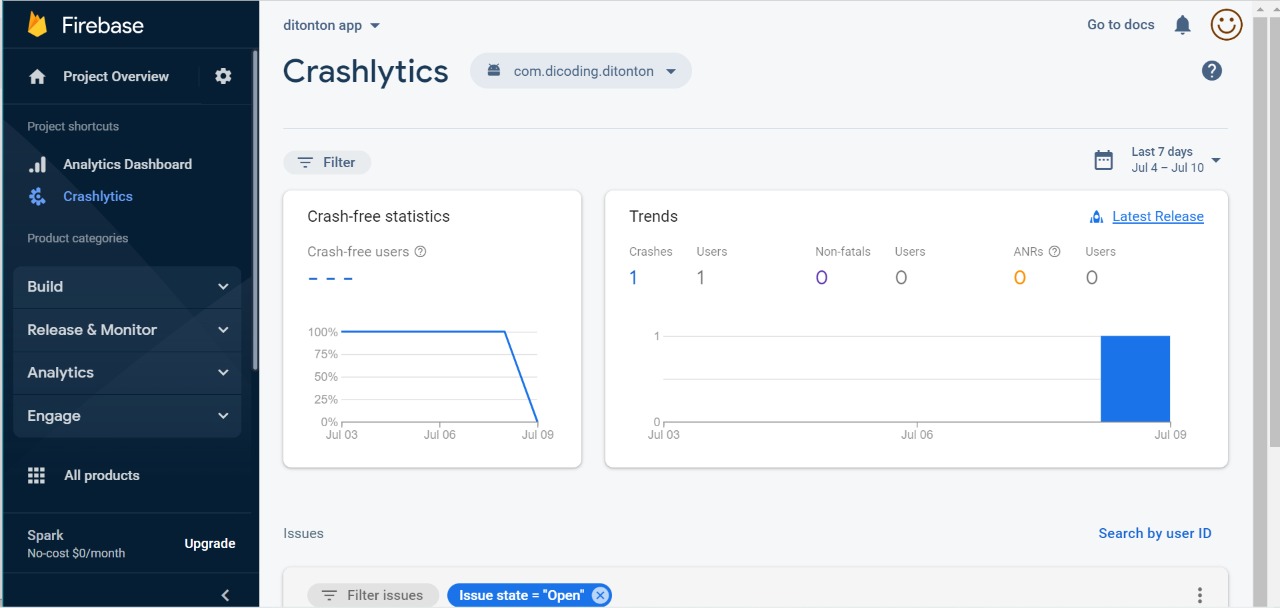 Firebase
Project Overview
Project shortcuts
Analytics Dashboard
Crashlytics
Product categories
Build
Release & Monitor
Analytics
Engage
All products
Spark
No-cost $0/month
Upgrade
ditonton app
Go to docs
Crashlytics
com.dicoding.ditonton
Filter
Last 7 days
Jul 4 – Jul 10
Crash-free statistics
Crash-free users
– – –
100%
75%
50%
25%
0%
Jul 03 Jul 06 Jul 09
Trends
Latest Release
Crashes Users Non-fatals Users ANRs Users
1 1 0 0 0 0
1
0
Jul 03 Jul 06 Jul 09
Issues
Search by user ID
Filter issues
Issue state = "Open"